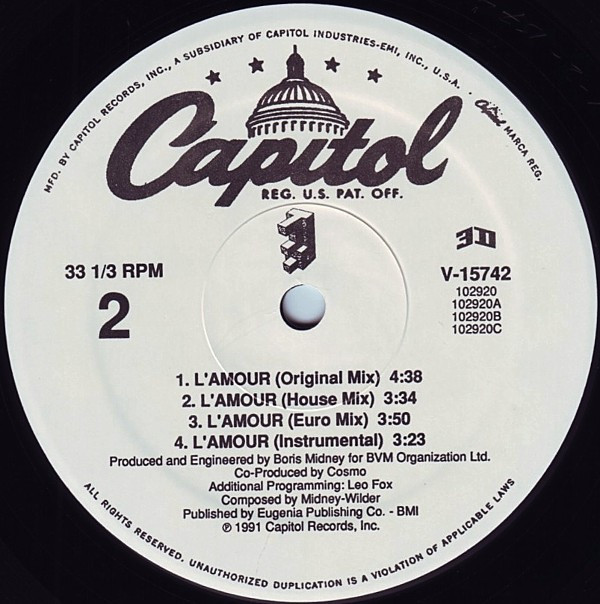 MFD. BY CAPITOL RECORDS, INC., A SUBSIDIARY OF CAPITOL INDUSTRIES-EMI, INC., U.S.A. . Capitol MARCA REG.
Capitol
REG. U.S. PAT. OFF.
3D
33 1/3 RPM
V-15742
2
102920
102920A
102920B
102920C
1. L'AMOUR (Original Mix) 4:38
2. L'AMOUR (House Mix) 3:34
3. L'AMOUR (Euro Mix) 3:50
4. L'AMOUR (Instrumental) 3:23
Produced and Engineered by Boris Midney for BVM Organization Ltd.
Co-Produced by Cosmo
Additional Programming: Leo Fox
Composed by Midney-Wilder
Published by Eugenia Publishing Co. - BMI
℗ 1991 Capitol Records, Inc.
ALL RIGHTS RESERVED. UNAUTHORIZED DUPLICATION IS A VIOLATION OF APPLICABLE LAWS